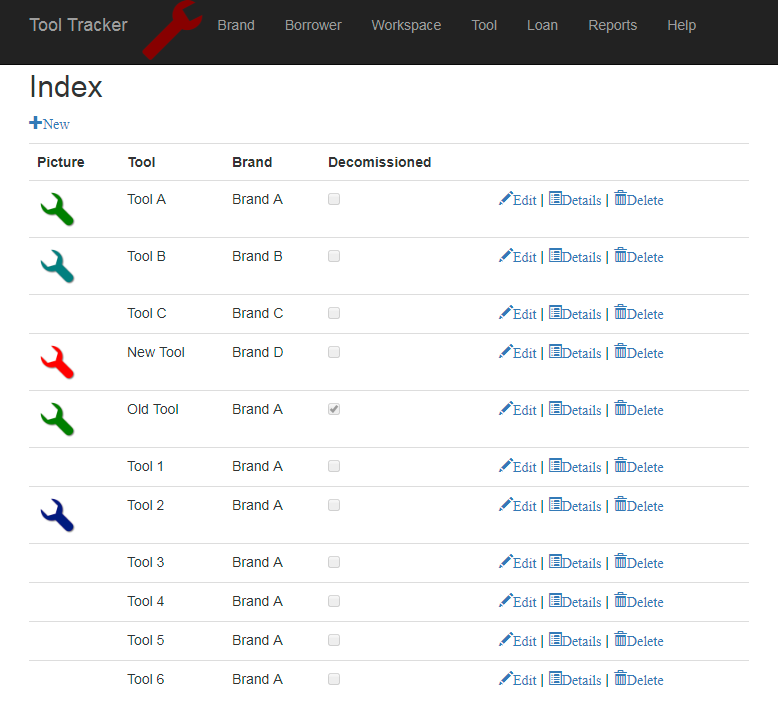 Tool Tracker Brand Borrower Workspace Tool Loan Reports Help
Index
New
Picture Tool Brand Decomissioned
Tool A Brand A Edit | Details | Delete
Tool B Brand B Edit | Details | Delete
Tool C Brand C Edit | Details | Delete
New Tool Brand D Edit | Details | Delete
Old Tool Brand A Edit | Details | Delete
Tool 1 Brand A Edit | Details | Delete
Tool 2 Brand A Edit | Details | Delete
Tool 3 Brand A Edit | Details | Delete
Tool 4 Brand A Edit | Details | Delete
Tool 5 Brand A Edit | Details | Delete
Tool 6 Brand A Edit | Details | Delete